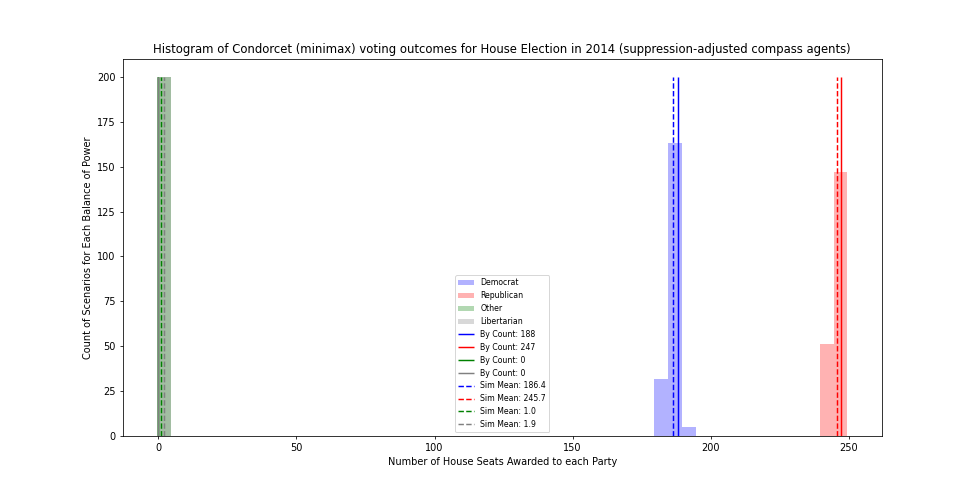 Histogram of Condorcet (minimax) voting outcomes for House Election in 2014 (suppression-adjusted compass agents)
Count of Scenarios for Each Balance of Power
200
175
150
125
100
75
50
25
0
Democrat
Republican
Other
Libertarian
By Count: 188
By Count: 247
By Count: 0
By Count: 0
Sim Mean: 186.4
Sim Mean: 245.7
Sim Mean: 1.0
Sim Mean: 1.9
0
50
100
150
200
250
Number of House Seats Awarded to each Party